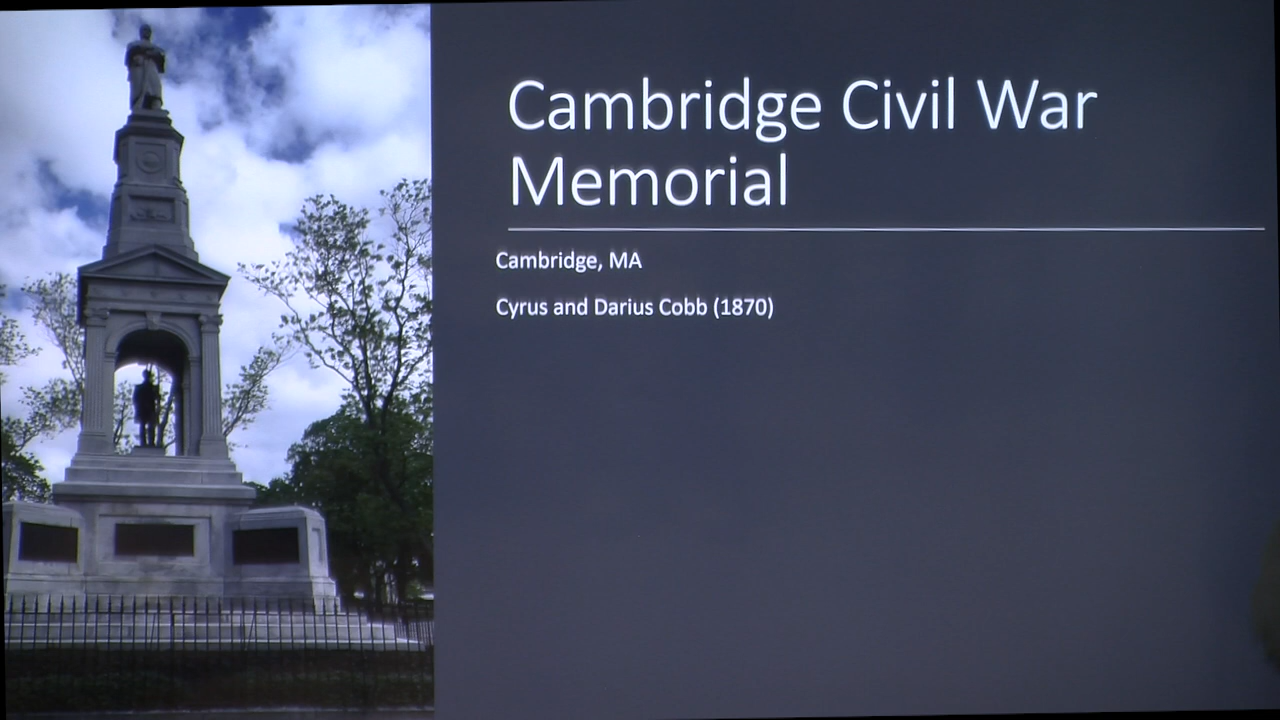 Cambridge Civil War
Memorial
Cambridge, MA
Cyrus and Darius Cobb (1870)